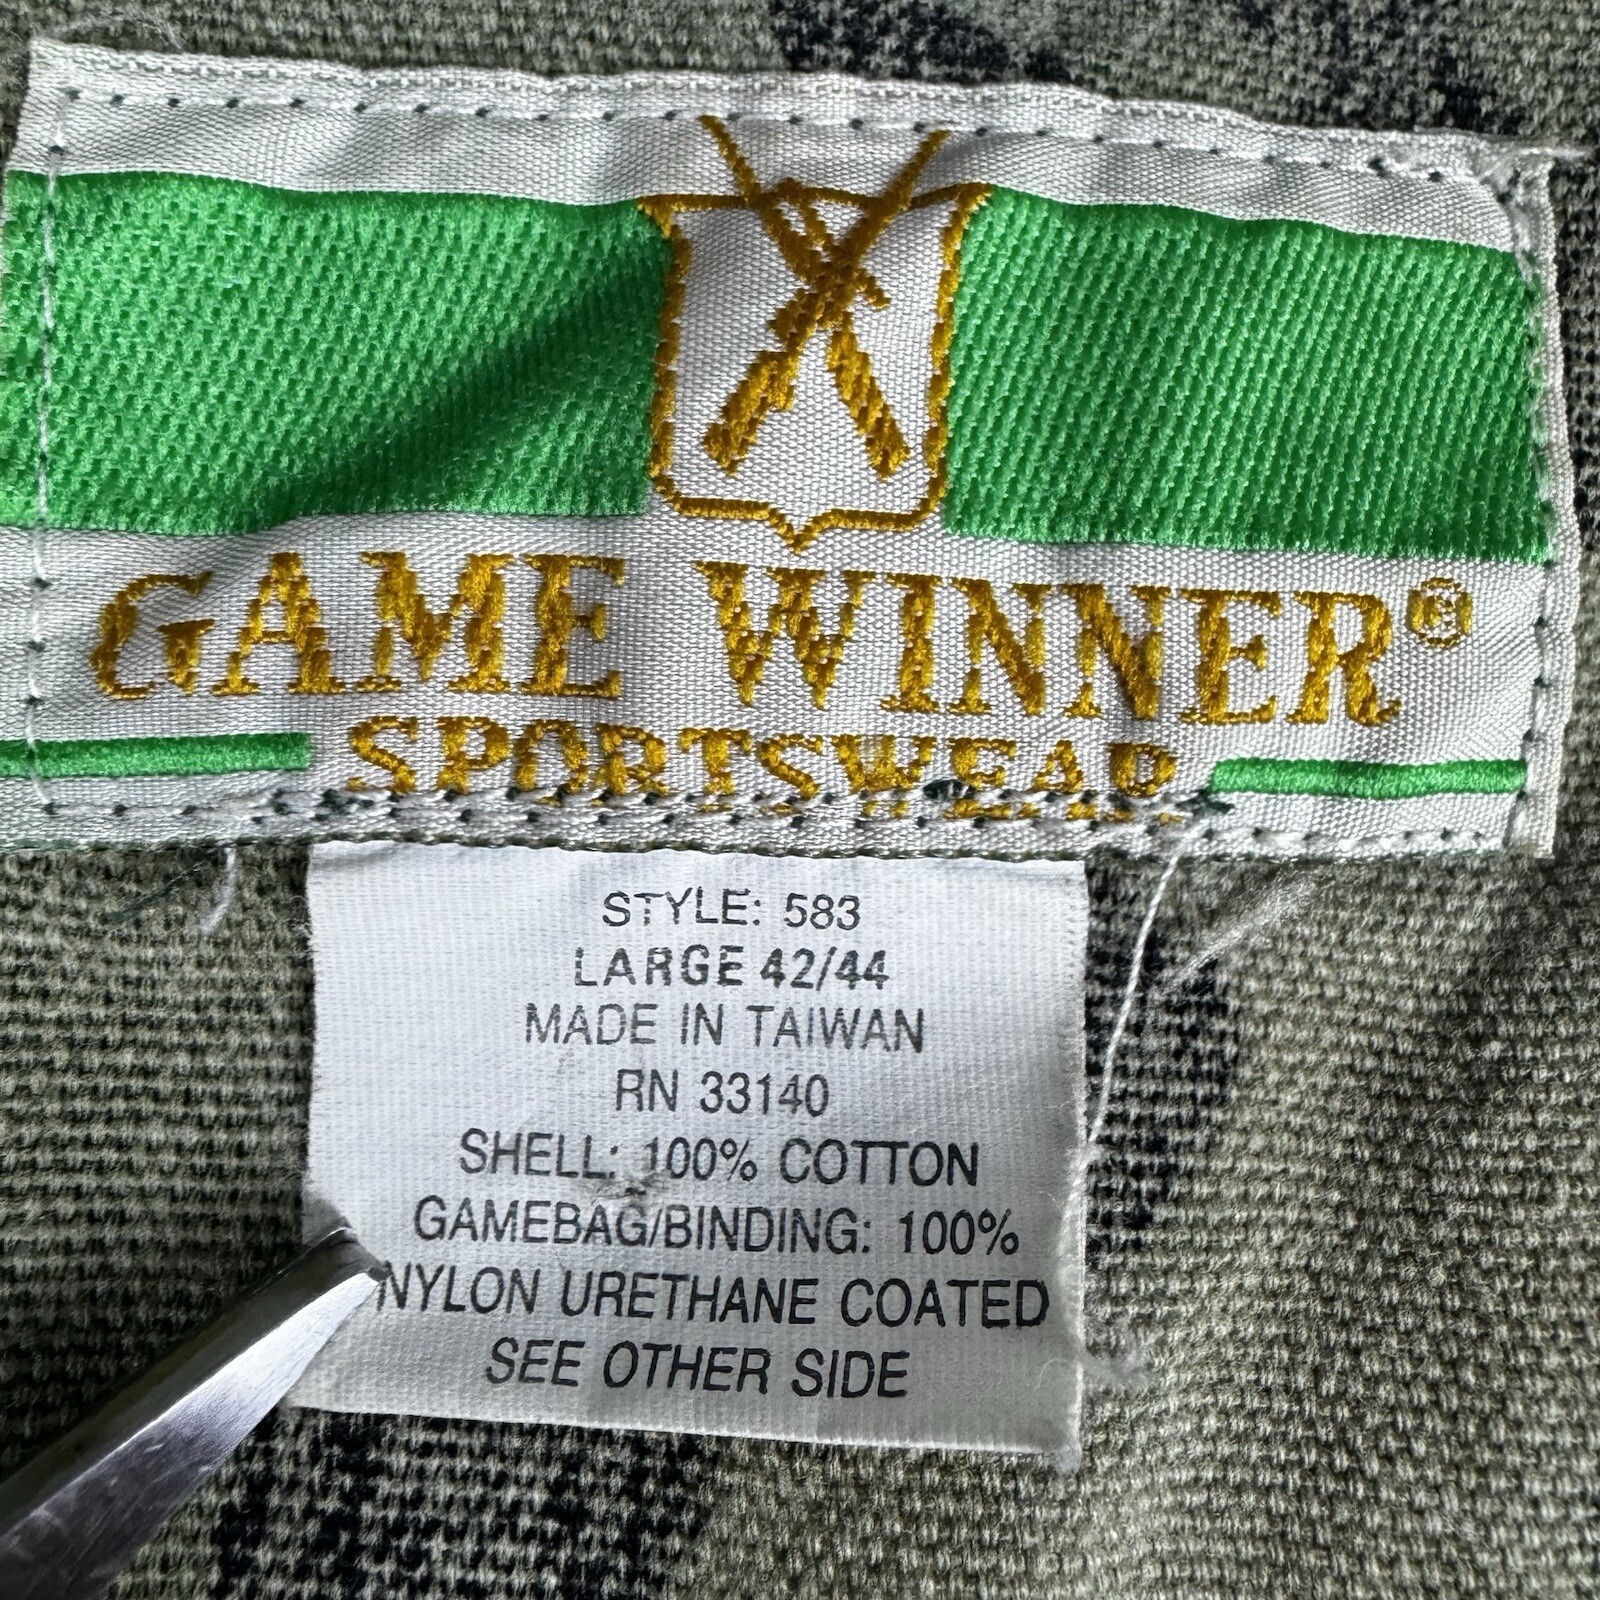 GAME WINNER®
SPORTSWEAR
STYLE: 583
LARGE 42/44
MADE IN TAIWAN
RN 33140
SHELL: 100% COTTON
GAMEBAG/BINDING: 100%
NYLON URETHANE COATED
SEE OTHER SIDE